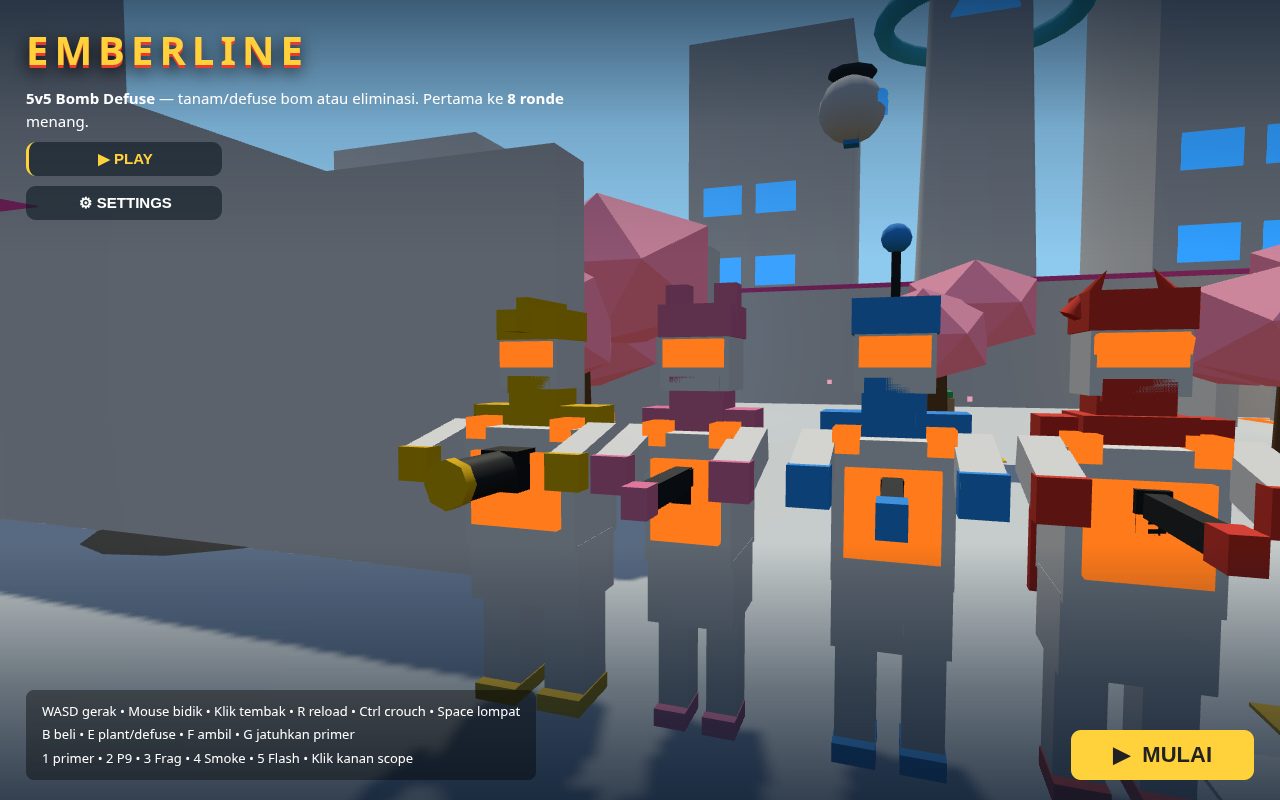 EMBERLINE
5v5 Bomb Defuse — tanam/defuse bom atau eliminasi. Pertama ke 8 ronde
menang.
▶ PLAY
⚙ SETTINGS
WASD gerak • Mouse bidik • Klik tembak • R reload • Ctrl crouch • Space lompat
B beli • E plant/defuse • F ambil • G jatuhkan primer
1 primer • 2 P9 • 3 Frag • 4 Smoke • 5 Flash • Klik kanan scope
▶ MULAI